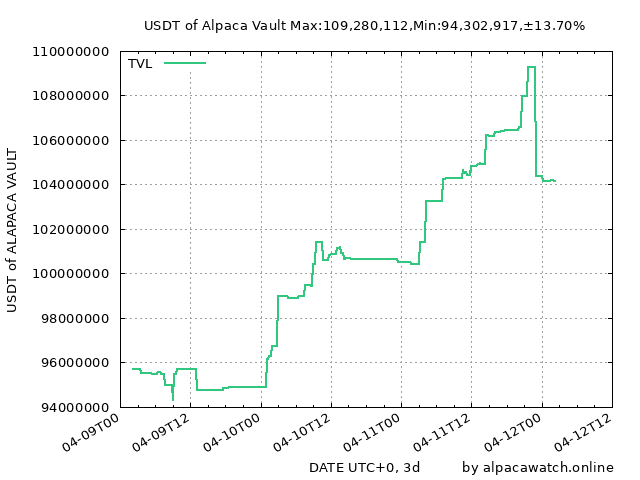 USDT of Alpaca Vault Max:109,280,112,Min:94,302,917,±13.70%
TVL
USDT of ALAPACA VAULT
110000000
108000000
106000000
104000000
102000000
100000000
98000000
96000000
94000000
04-09T00
04-09T12
04-10T00
04-10T12
04-11T00
04-11T12
04-12T00
04-12T12
DATE UTC+0, 3d
by alpacawatch.online